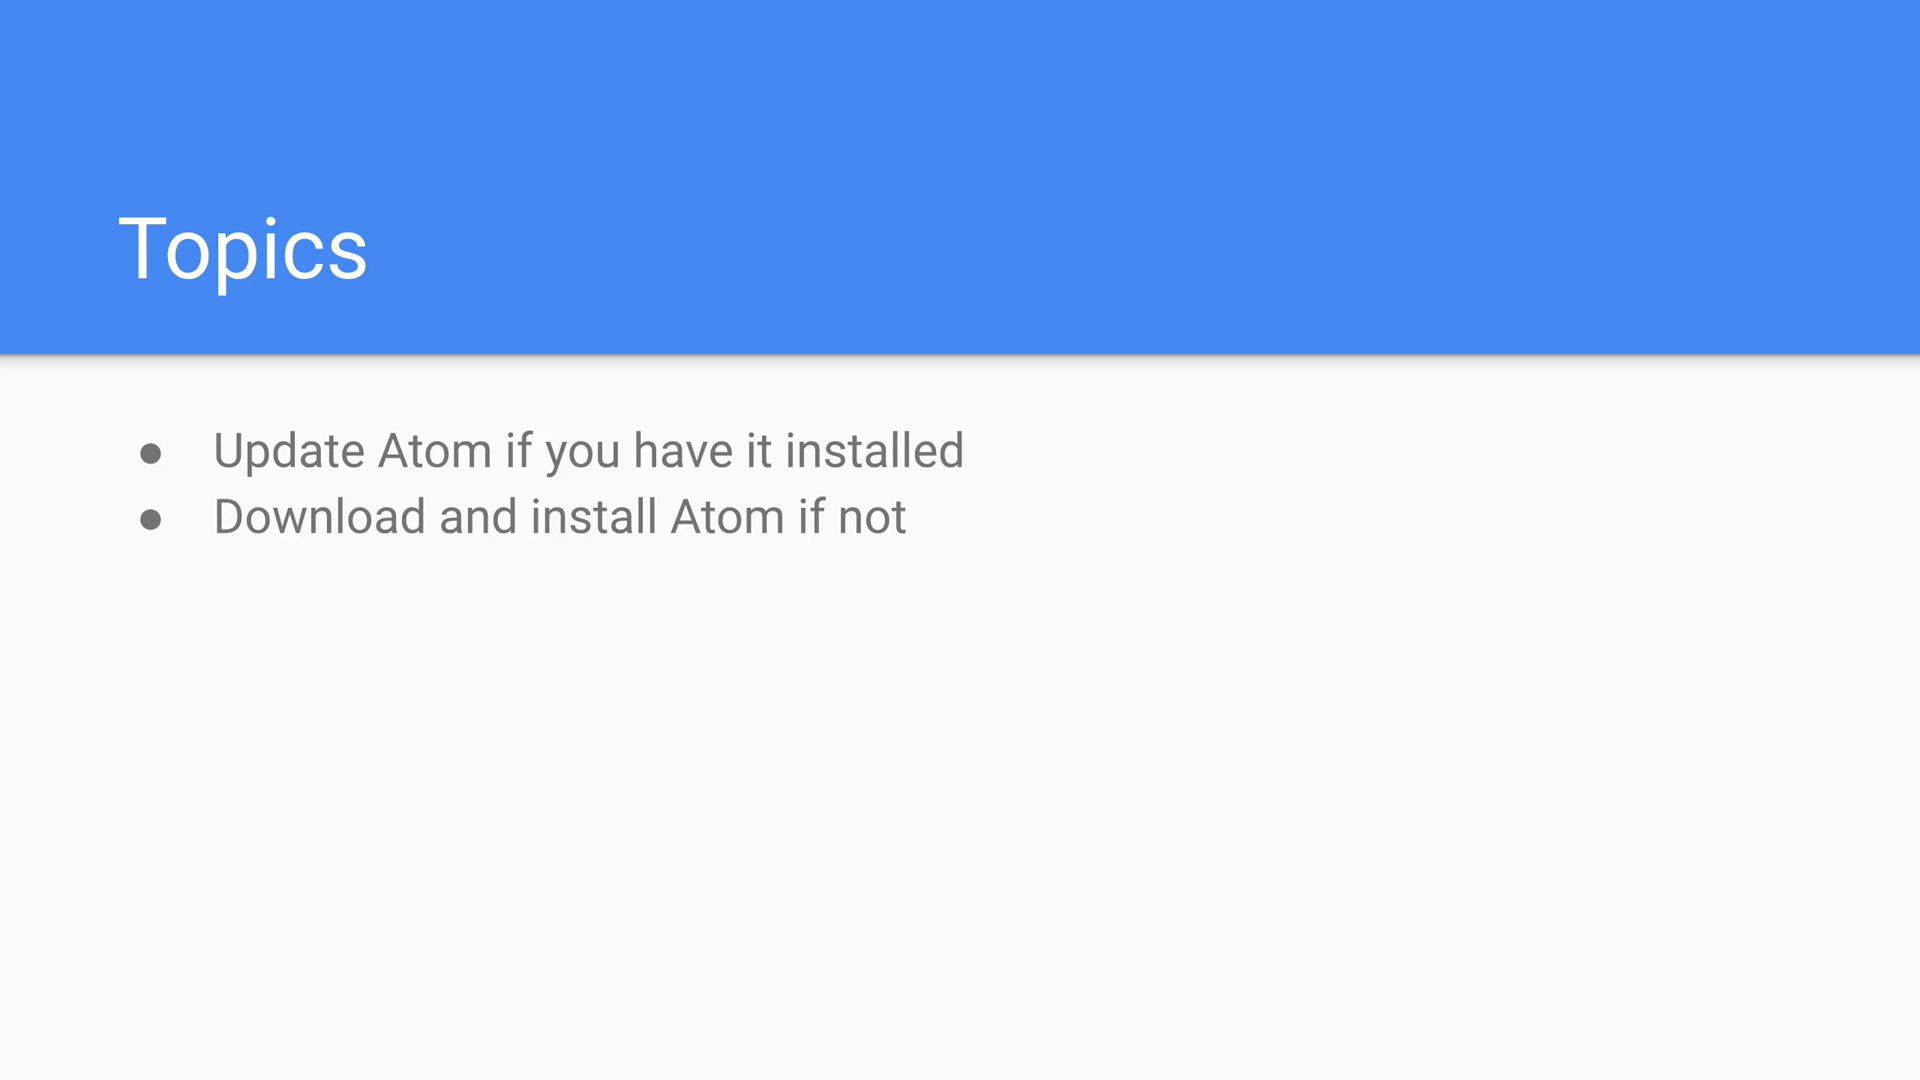 Topics
● Update Atom if you have it installed
● Download and install Atom if not